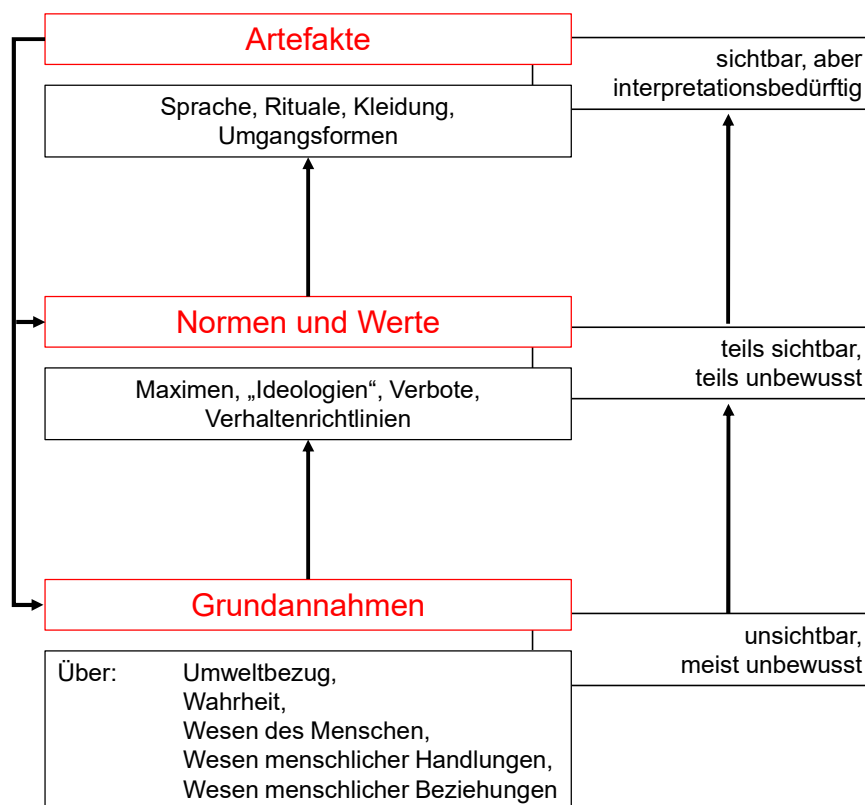 Artefakte
sichtbar, aber
interpretationsbedürftig
Sprache, Rituale, Kleidung,
Umgangsformen
Normen und Werte
teils sichtbar,
teils unbewusst
Maximen, „Ideologien“, Verbote,
Verhaltenrichtlinien
Grundannahmen
unsichtbar,
meist unbewusst
Über: Umweltbezug,
Wahrheit,
Wesen des Menschen,
Wesen menschlicher Handlungen,
Wesen menschlicher Beziehungen